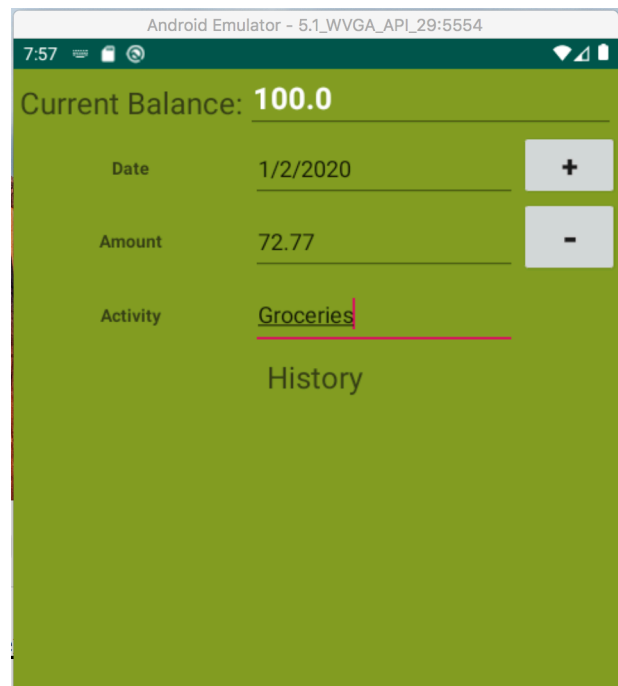 Android Emulator - 5.1_WVGA_API_29:5554
7:57
Current Balance: 100.0
Date 1/2/2020 +
Amount 72.77 -
Activity Groceries
History